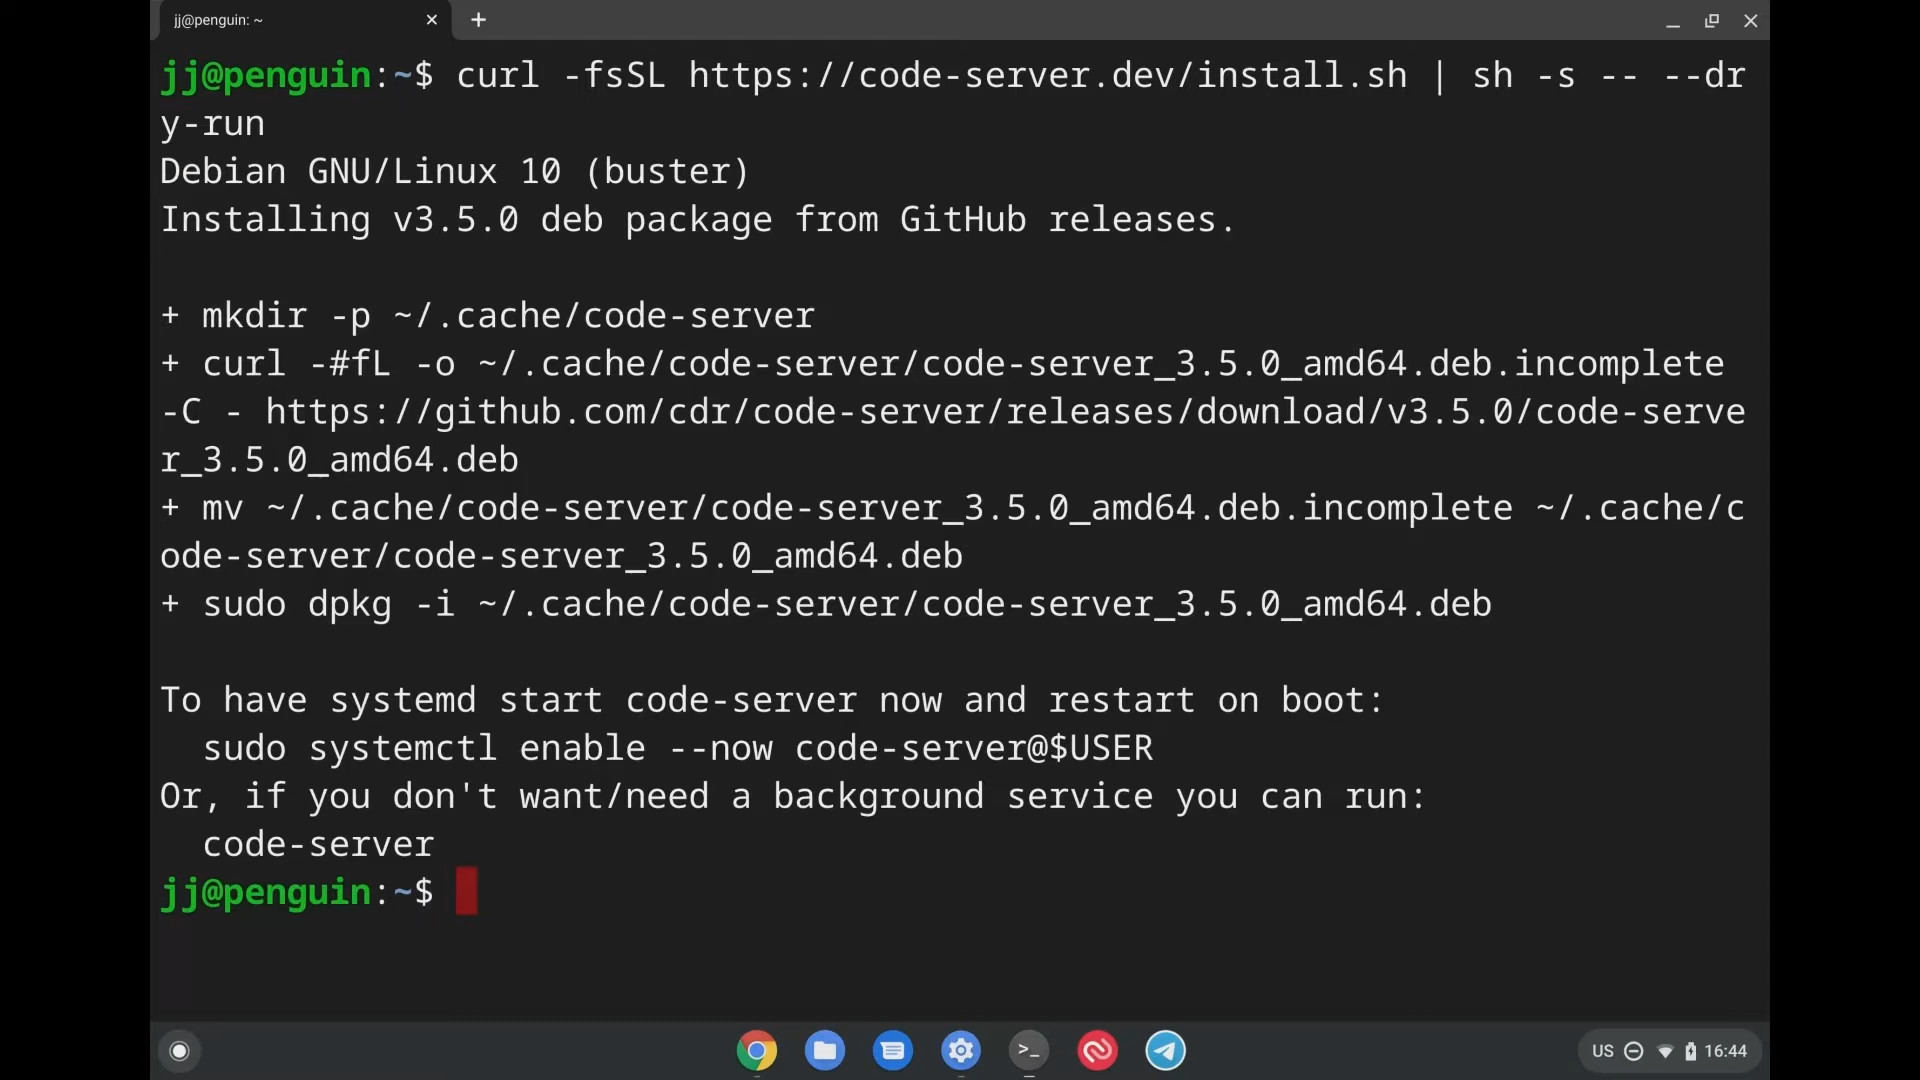 jj@penguin: ~
jj@penguin:~$ curl -fsSL https://code-server.dev/install.sh | sh -s -- --dr
y-run
Debian GNU/Linux 10 (buster)
Installing v3.5.0 deb package from GitHub releases.
+ mkdir -p ~/.cache/code-server
+ curl -#fL -o ~/.cache/code-server/code-server_3.5.0_amd64.deb.incomplete
-C - https://github.com/cdr/code-server/releases/download/v3.5.0/code-serve
r_3.5.0_amd64.deb
+ mv ~/.cache/code-server/code-server_3.5.0_amd64.deb.incomplete ~/.cache/c
ode-server/code-server_3.5.0_amd64.deb
+ sudo dpkg -i ~/.cache/code-server/code-server_3.5.0_amd64.deb
To have systemd start code-server now and restart on boot:
  sudo systemctl enable --now code-server@$USER
Or, if you don't want/need a background service you can run:
  code-server
jj@penguin:~$
US 16:44